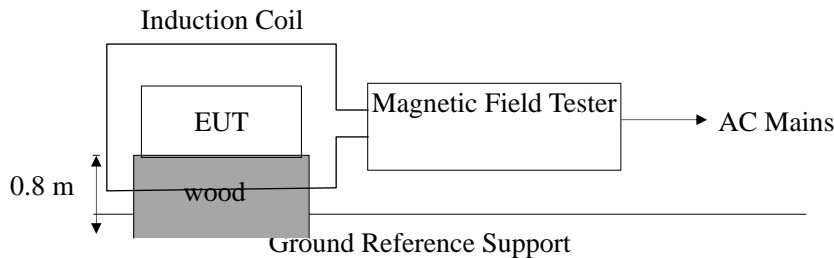 Induction Coil
EUT
Magnetic Field Tester
AC Mains
0.8 m
wood
Ground Reference Support